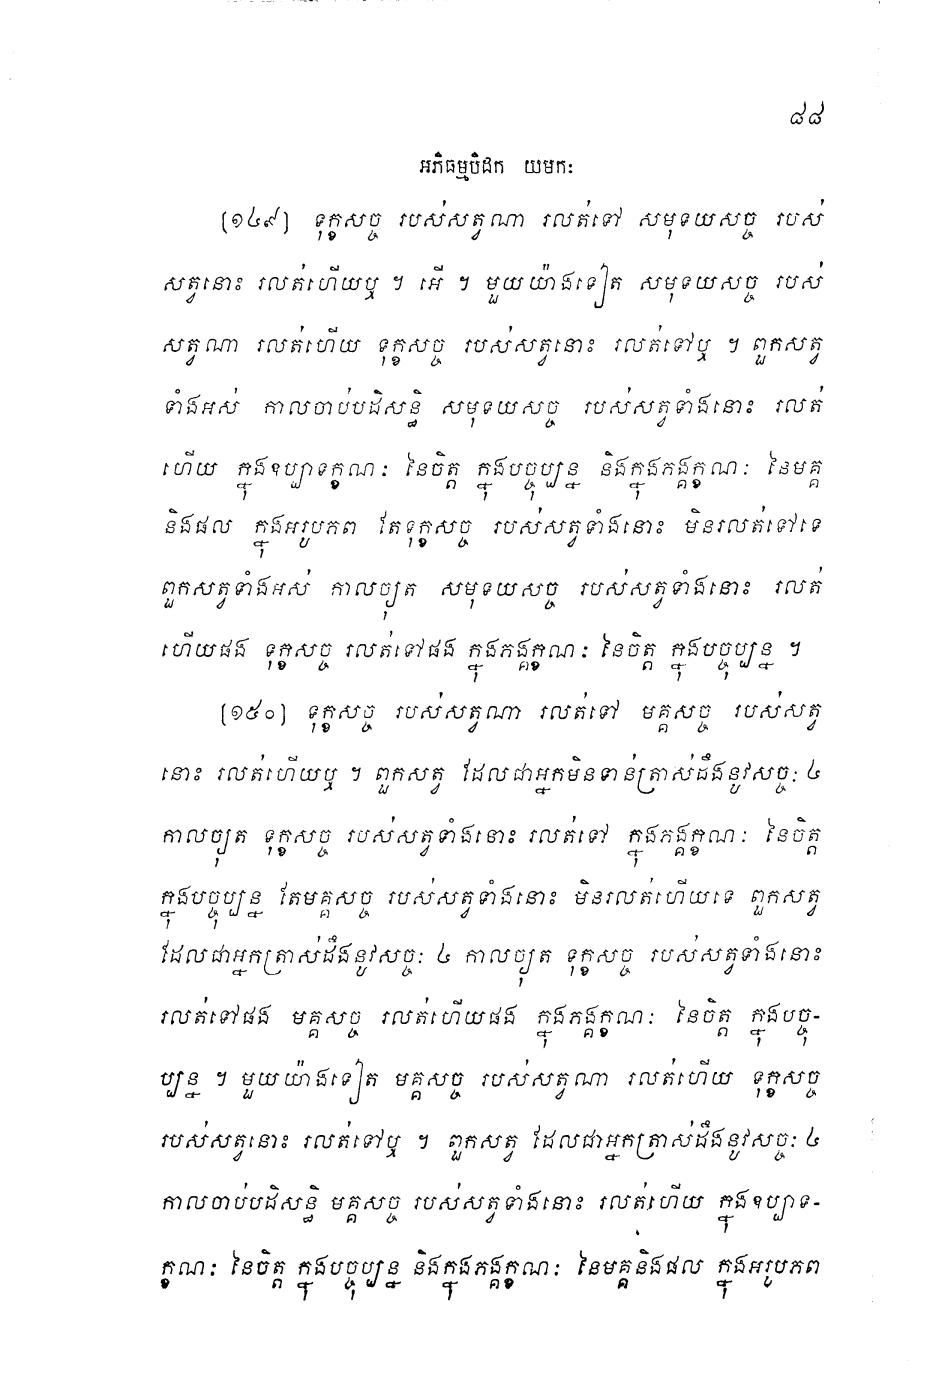 ៨៨
អភិធម្មបិដក យមកៈ
(១៤៩) ទុក្ខសច្ច របស់សត្វណា រលត់ទៅ សមុទយសច្ច របស់
សត្វនោះ រលត់ហើយឬ ។ អើ ។ មួយយ៉ាងទៀត សមុទយសច្ច របស់
សត្វណា រលត់ហើយ ទុក្ខសច្ច របស់សត្វនោះ រលត់ទៅឬ ។ ពួកសត្វ
ទាំងអស់ កាលចាប់បដិសន្ធិ សមុទយសច្ច របស់សត្វទាំងនោះ រលត់
ហើយ ក្នុងឧប្បាទក្ខណៈ នៃចិត្ត ក្នុងបច្ចុប្បន្ន និងក្នុងភង្គក្ខណៈ នៃមគ្គ
និងផល ក្នុងអរូបភព តែទុក្ខសច្ច របស់សត្វទាំងនោះ មិនរលត់ទៅទេ
ពួកសត្វទាំងអស់ កាលច្យុត សមុទយសច្ច របស់សត្វទាំងនោះ រលត់
ហើយផង ទុក្ខសច្ច រលត់ទៅផង ក្នុងភង្គក្ខណៈ នៃចិត្ត ក្នុងបច្ចុប្បន្ន ។
(១៥០) ទុក្ខសច្ច របស់សត្វណា រលត់ទៅ មគ្គសច្ច របស់សត្វ
នោះ រលត់ហើយឬ ។ ពួកសត្វ ដែលជាអ្នកមិនទាន់ត្រាស់ដឹងនូវសច្ចៈ ៤
កាលច្យុត ទុក្ខសច្ច របស់សត្វទាំងនោះ រលត់ទៅ ក្នុងភង្គក្ខណៈ នៃចិត្ត
ក្នុងបច្ចុប្បន្ន តែមគ្គសច្ច របស់សត្វទាំងនោះ មិនរលត់ហើយទេ ពួកសត្វ
ដែលជាអ្នកត្រាស់ដឹងនូវសច្ចៈ ៤ កាលច្យុត ទុក្ខសច្ច របស់សត្វទាំងនោះ
រលត់ទៅផង មគ្គសច្ច រលត់ហើយផង ក្នុងភង្គក្ខណៈ នៃចិត្ត ក្នុងបច្ចុ-
ប្បន្ន ។ មួយយ៉ាងទៀត មគ្គសច្ច របស់សត្វណា រលត់ហើយ ទុក្ខសច្ច
របស់សត្វនោះ រលត់ទៅឬ ។ ពួកសត្វ ដែលជាអ្នកត្រាស់ដឹងនូវសច្ចៈ ៤
កាលចាប់បដិសន្ធិ មគ្គសច្ច របស់សត្វទាំងនោះ រលត់ហើយ ក្នុងឧប្បាទ-
ក្ខណៈ នៃចិត្ត ក្នុងបច្ចុប្បន្ន និងក្នុងភង្គក្ខណៈ នៃមគ្គនិងផល ក្នុងអរូបភព